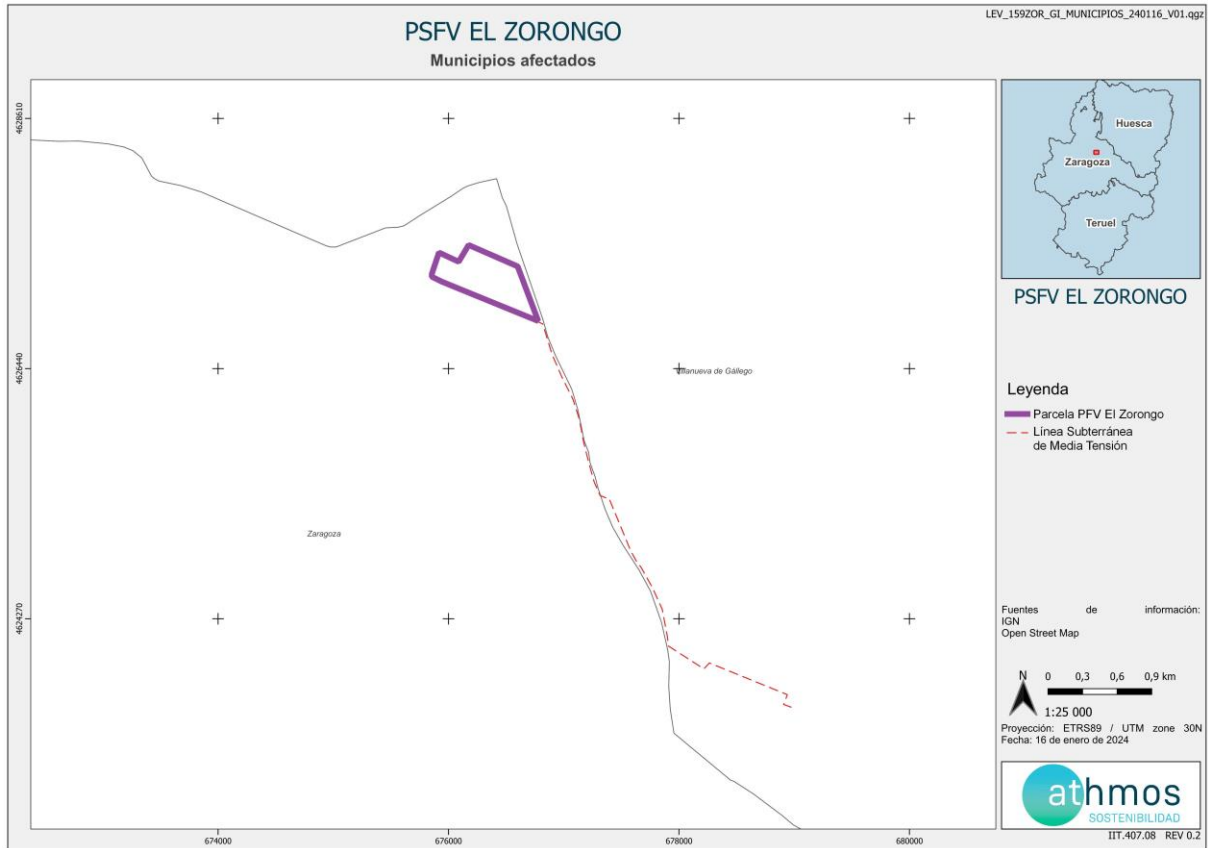 LEV_159ZOR_GI_MUNICIPIOS_240116_V01.qgz
PSFV EL ZORONGO
Municipios afectados
4628610
4626440
4624270
Villanueva de Gállego
Zaragoza
674000
676000
678000
680000
Huesca
Zaragoza
Teruel
PSFV EL ZORONGO
Leyenda
Parcela PFV El Zorongo
Línea Subterránea
de Media Tensión
Fuentes de información:
IGN
Open Street Map
N
0 0,3 0,6 0,9 km
1:25 000
Proyección: ETRS89 / UTM zone 30N
Fecha: 16 de enero de 2024
athmos
SOSTENIBILIDAD
IIT.407.08 REV 0.2